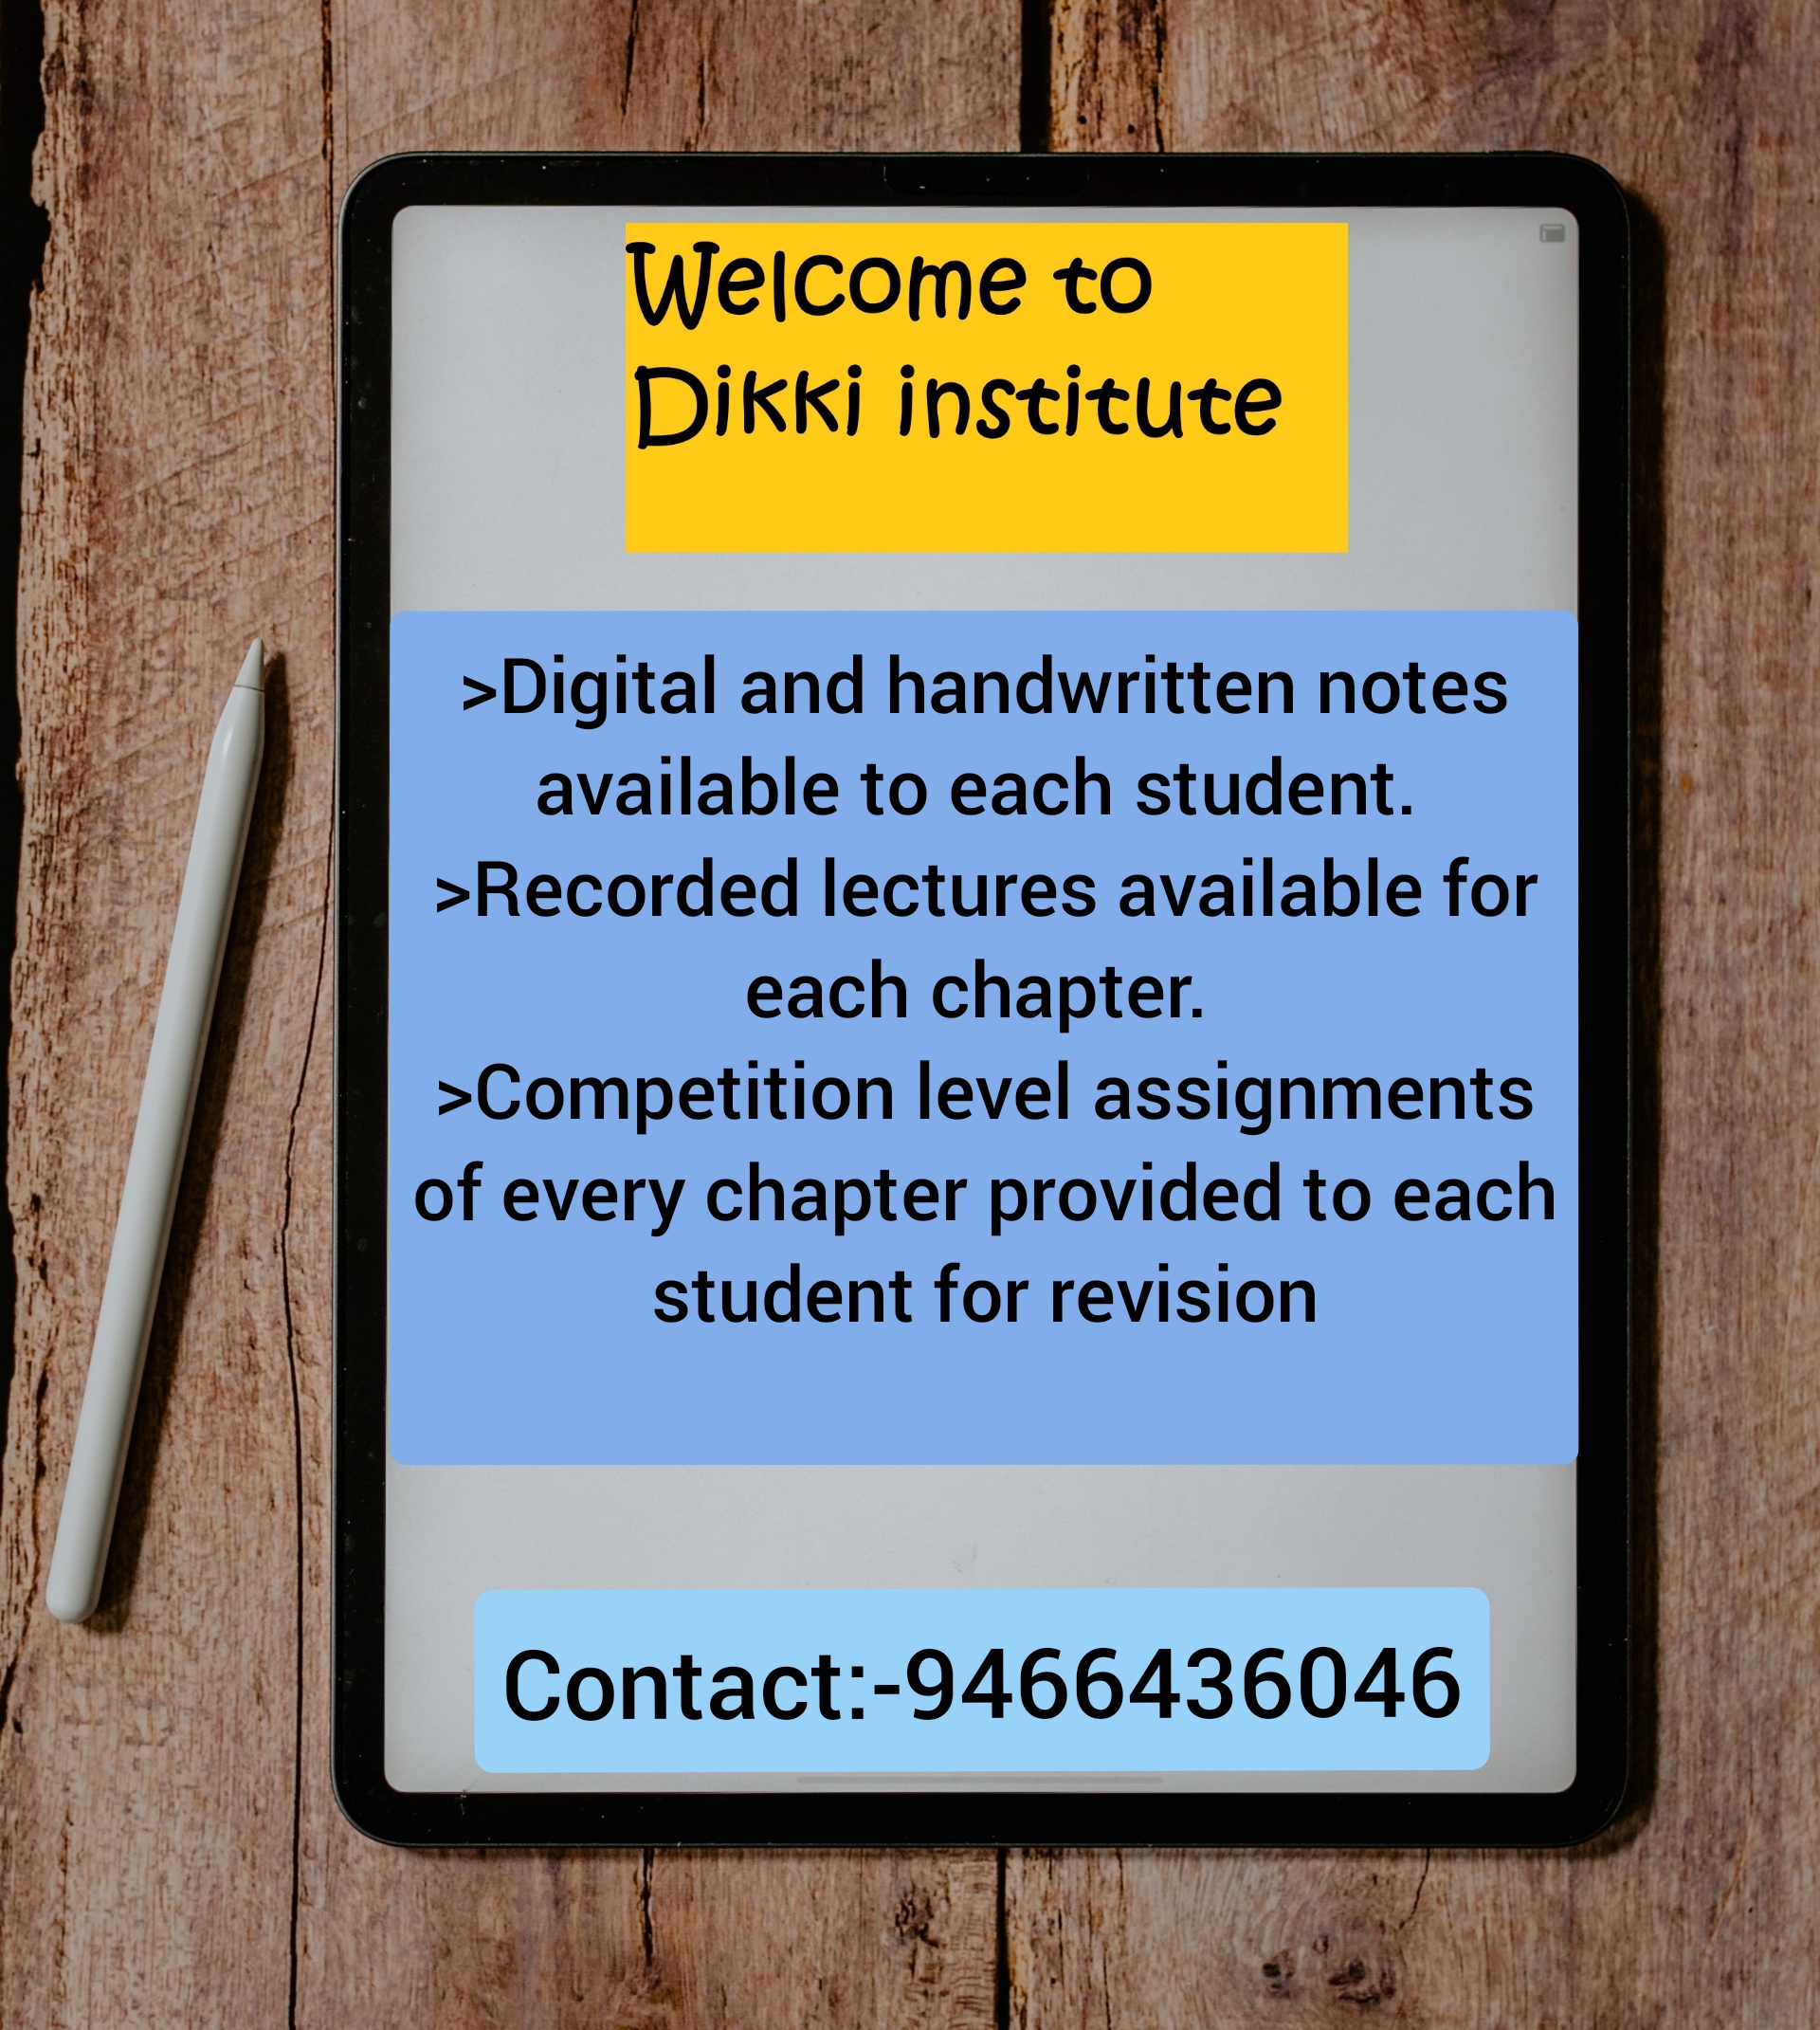 Welcome to
Dikki institute
>Digital and handwritten notes
available to each student.
>Recorded lectures available for
each chapter.
>Competition level assignments
of every chapter provided to each
student for revision
Contact:-9466436046